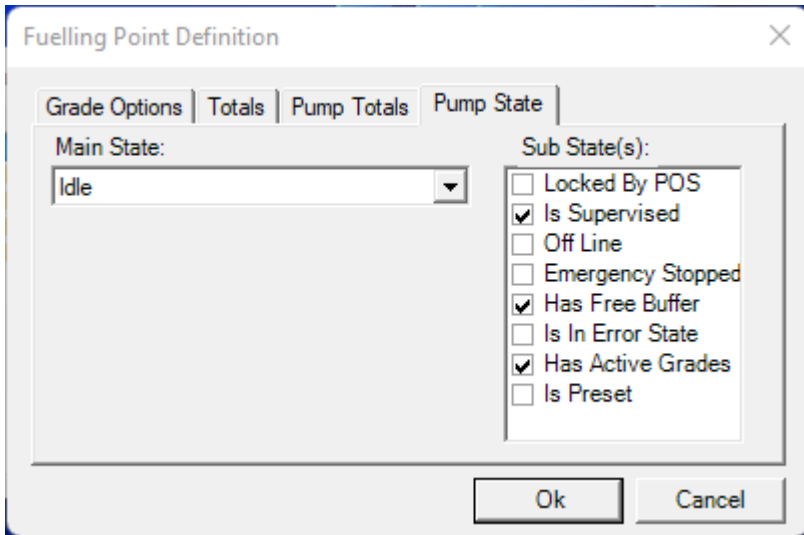 Fuelling Point Definition
Grade Options Totals Pump Totals Pump State
Main State:
Idle
Sub State(s):
Locked By POS
Is Supervised
Off Line
Emergency Stopped
Has Free Buffer
Is In Error State
Has Active Grades
Is Preset
Ok Cancel